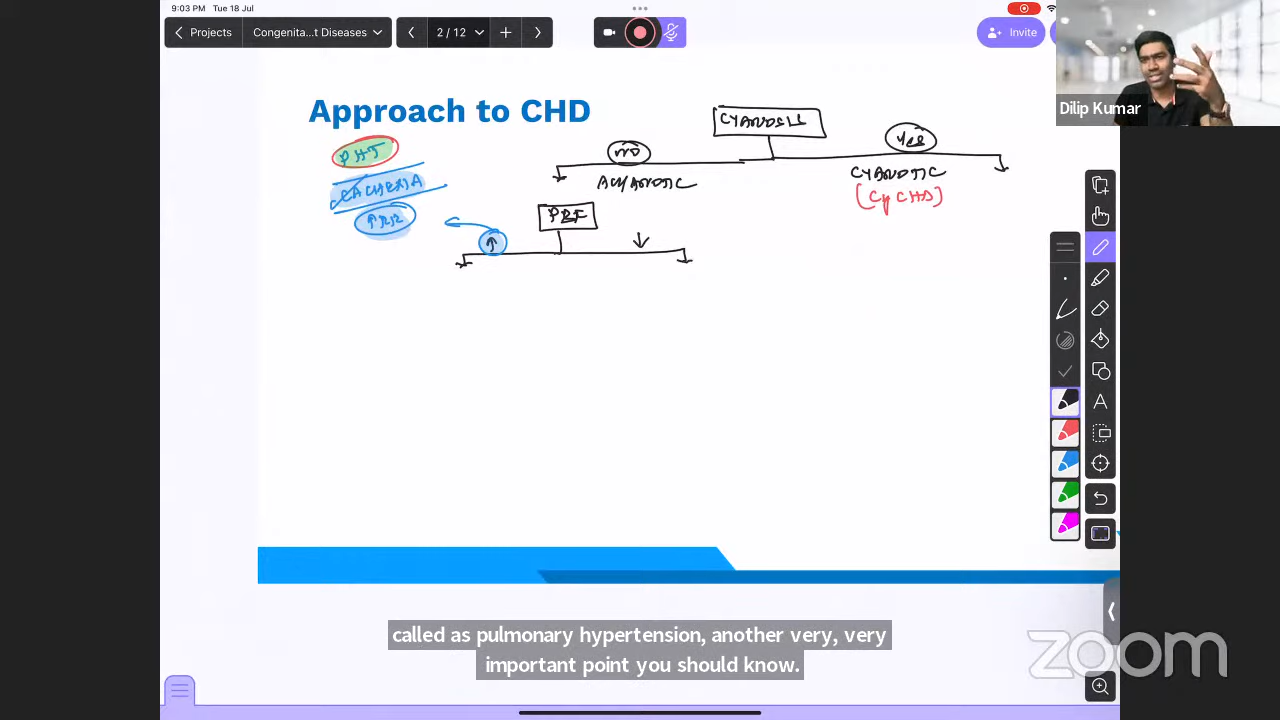 9:03 PM Tue 18 Jul
Projects
Congenita...t Diseases
2 / 12
Invite
Dilip Kumar
Approach to CHD
CYANOSIS
NO
Yes
PHT
ACYANOTIC
CYANOTIC
CACHEXIA
(Cy CHD)
PBF
↑RR
↑
↓
A
called as pulmonary hypertension, another very, very
important point you should know.
zoom